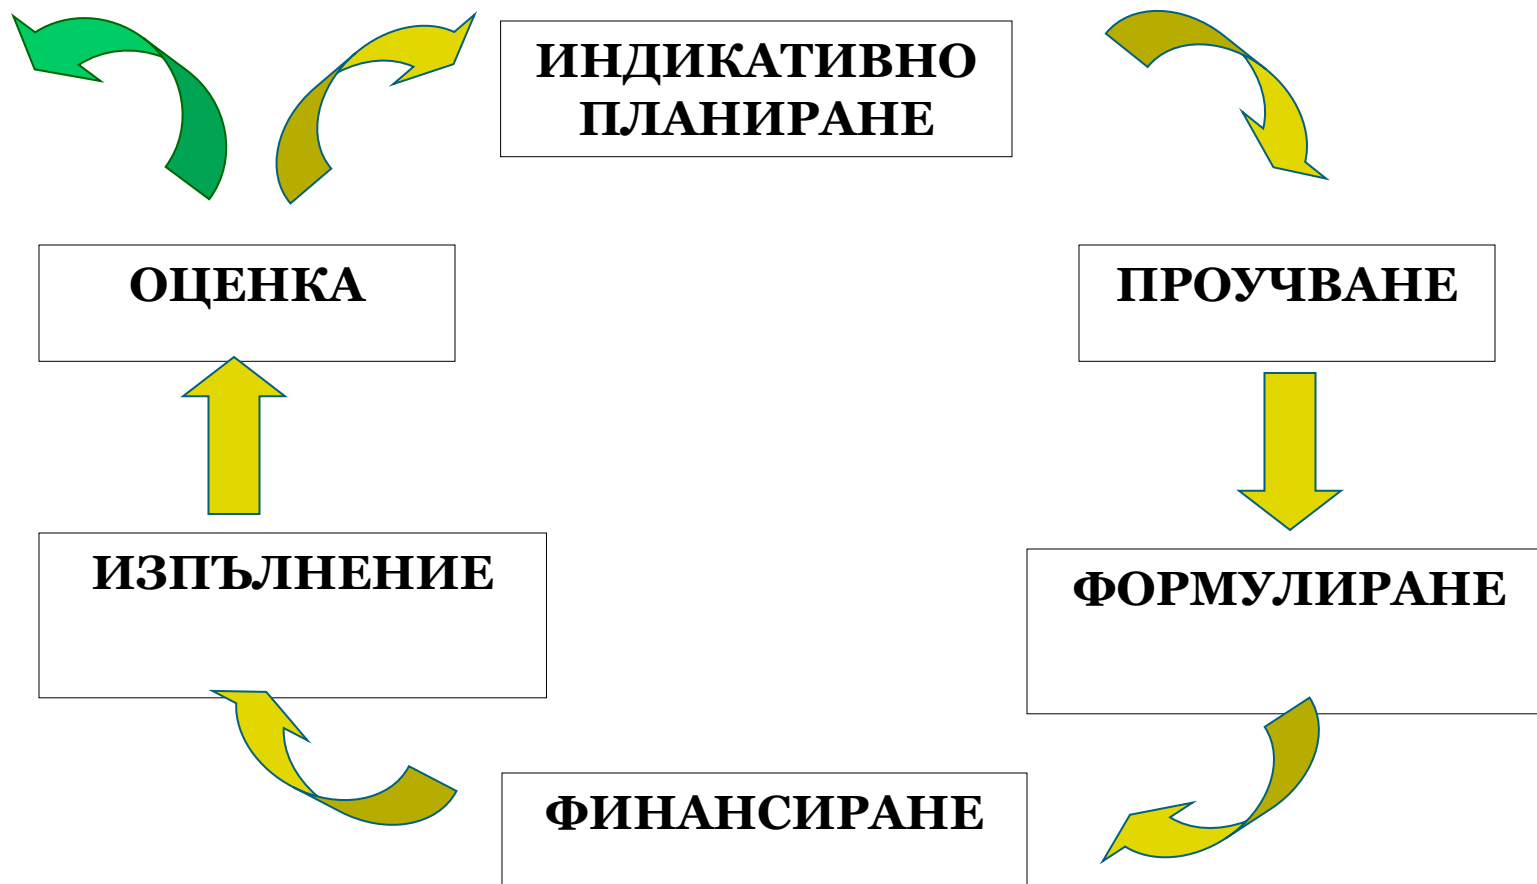 ИНДИКАТИВНО
ПЛАНИРАНЕ
ОЦЕНКА
ПРОУЧВАНЕ
ИЗПЪЛНЕНИЕ
ФОРМУЛИРАНЕ
ФИНАНСИРАНЕ